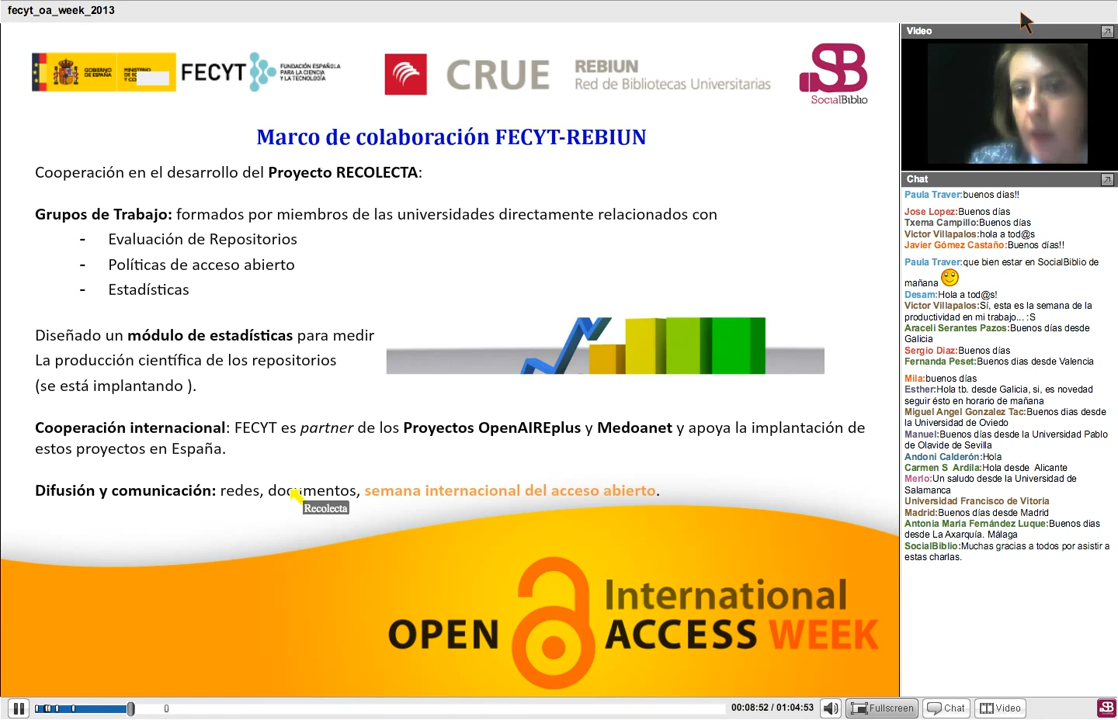 fecyt_oa_week_2013
GOBIERNO
DE ESPAÑA
MINISTERIO
FECYT
FUNDACIÓN ESPAÑOLA
PARA LA CIENCIA
Y LA TECNOLOGÍA
CRUE
REBIUN
Red de Bibliotecas Universitarias
SB
SocialBiblio
Marco de colaboración FECYT-REBIUN
Cooperación en el desarrollo del Proyecto RECOLECTA:
Grupos de Trabajo: formados por miembros de las universidades directamente relacionados con
- Evaluación de Repositorios
- Políticas de acceso abierto
- Estadísticas
Diseñado un módulo de estadísticas para medir
La producción científica de los repositorios
(se está implantando ).
Cooperación internacional: FECYT es partner de los Proyectos OpenAIREplus y Medoanet y apoya la implantación de
estos proyectos en España.
Difusión y comunicación: redes, documentos, semana internacional del acceso abierto.
Recolecta
International
OPEN ACCESS WEEK
Video
Chat
Paula Traver:buenos días!!
Jose Lopez:Buenos días
Txema Campillo:Buenos días
Victor Villapalos:hola a tod@s
Javier Gómez Castaño:Buenos días!!
Paula Traver:que bien estar en SocialBiblio de
mañana
Desam:Hola a tod@s!
Victor Villapalos:Sí, esta es la semana de la
productividad en mi trabajo... :S
Araceli Serantes Pazos:Buenos días desde
Galicia
Sergio Diaz:Buenos días
Fernanda Peset:Buenos dias desde Valencia
Mila:buenos días
Esther:Hola tb. desde Galicia, si, es novedad
seguir ésto en horario de mañana
Miguel Angel Gonzalez Tac:Buenos dias desde
la Universidad de Oviedo
Manuel:Buenos días desde la Universidad Pablo
de Olavide de Sevilla
Andoni Calderón:Hola
Carmen S Ardila:Hola desde Alicante
Merlo:Un saludo desde la Universidad de
Salamanca
Universidad Francisco de Vitoria
Madrid:Buenos días desde Madrid
Antonia Maria Fernández Luque:Buenos dias
desde La Axarquía. Málaga
SocialBiblio:Muchas gracias a todos por asistir a
estas charlas.
00:08:52 / 01:04:53
Fullscreen
Chat
Video
SB